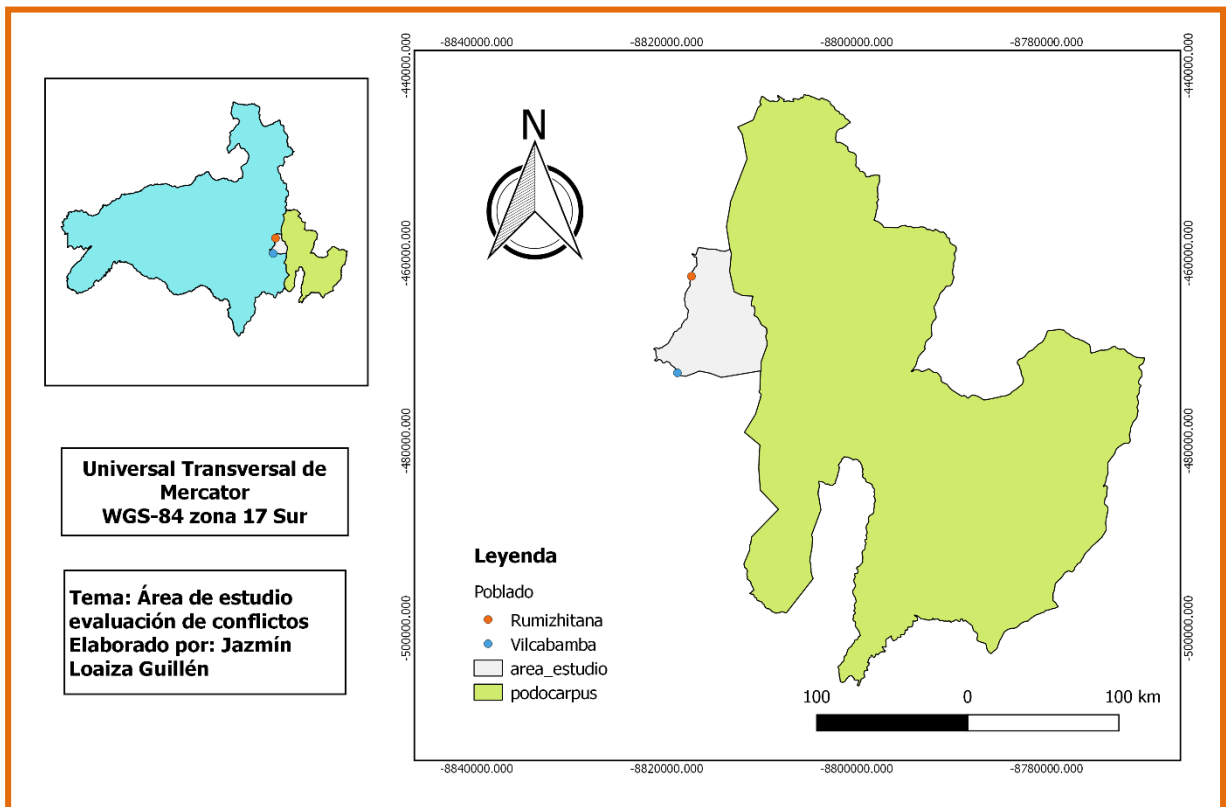 Universal Transversal de
Mercator
WGS-84 zona 17 Sur
Tema: Área de estudio
evaluación de conflictos
Elaborado por: Jazmín
Loaiza Guillén
-8840000.000 -8820000.000 -8800000.000 -8780000.000
-440000.000
-460000.000
-480000.000
-500000.000
-440000.000
-460000.000
-480000.000
-500000.000
N
Leyenda
Poblado
Rumizhitana
Vilcabamba
area_estudio
podocarpus
100 0 100 km
-8840000.000 -8820000.000 -8800000.000 -8780000.000